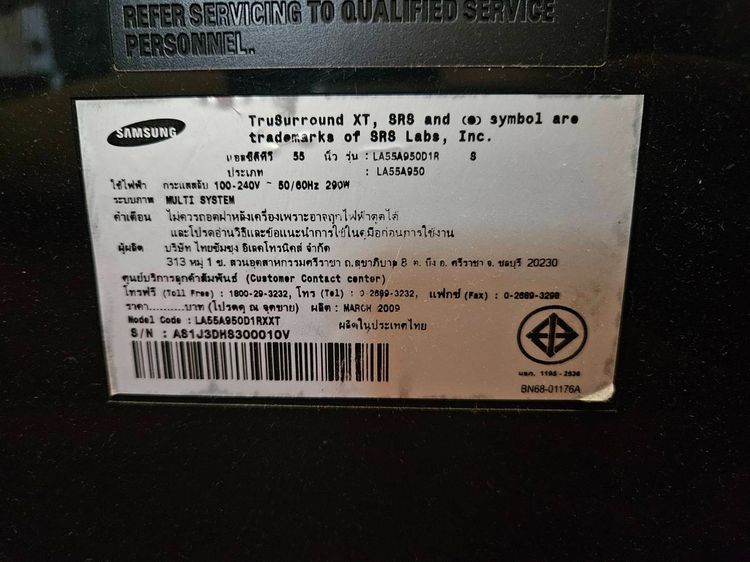 REFER SERVICING TO QUALIFIED SERVICE
PERSONNEL.
SAMSUNG
TruSurround XT, SRS and (●) symbol are
trademarks of SRS Labs, Inc.
แอลซีดีทีวี 55 นิ้ว รุ่น : LA55A950D1R S
ประเภท : LA55A950
ใช้ไฟฟ้า กระแสสลับ 100-240V ~ 50/60Hz 290W
ระบบภาพ MULTI SYSTEM
คำเตือน ไม่ควรถอดฝาหลังเครื่องเพราะอาจถูกไฟฟ้าดูดได้
และโปรดอ่านวิธีและข้อแนะนำการใช้ในคู่มือก่อนการใช้งาน
ผู้ผลิต บริษัท ไทยซัมซุง อิเลคโทรนิคส์ จำกัด
313 หมู่ 1 ข. สวนอุตสาหกรรมศรีราชา ถ.สุขาภิบาล 8 ต. บึง อ. ศรีราชา จ. ชลบุรี 20230
ศูนย์บริการลูกค้าสัมพันธ์ (Customer Contact center)
โทรฟรี (Toll Free) : 1800-29-3232, โทร (Tel) : 0 2689-3232, แฟกซ์ (Fax) : 0-2689-3298
ราคา.........บาท (โปรดดู ณ จุดขาย) ผลิต : MARCH 2009
Model Code : LA55A950D1RXXT ผลิตในประเทศไทย
S/N : AS1J3DHS300010V
มอก. 1195-2536
BN68-01176A